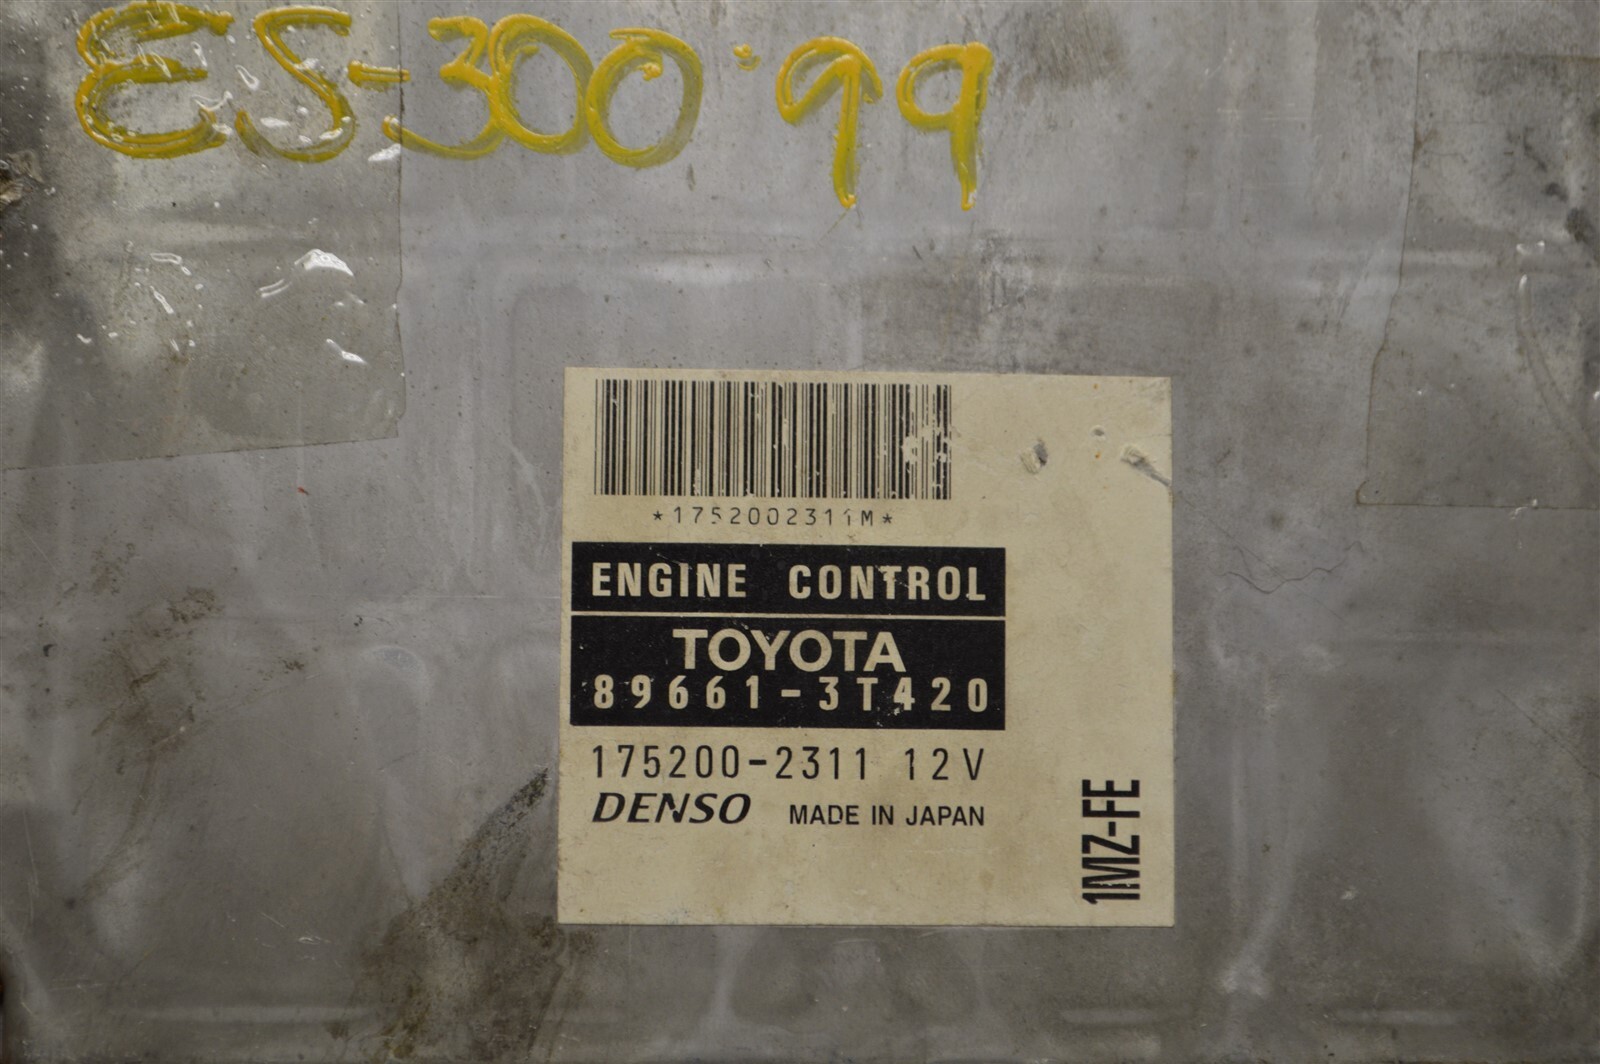 ES-300 '99
*1752002311M*
ENGINE CONTROL
TOYOTA
89661-3T420
175200-2311 12V
DENSO MADE IN JAPAN
1MZ-FE